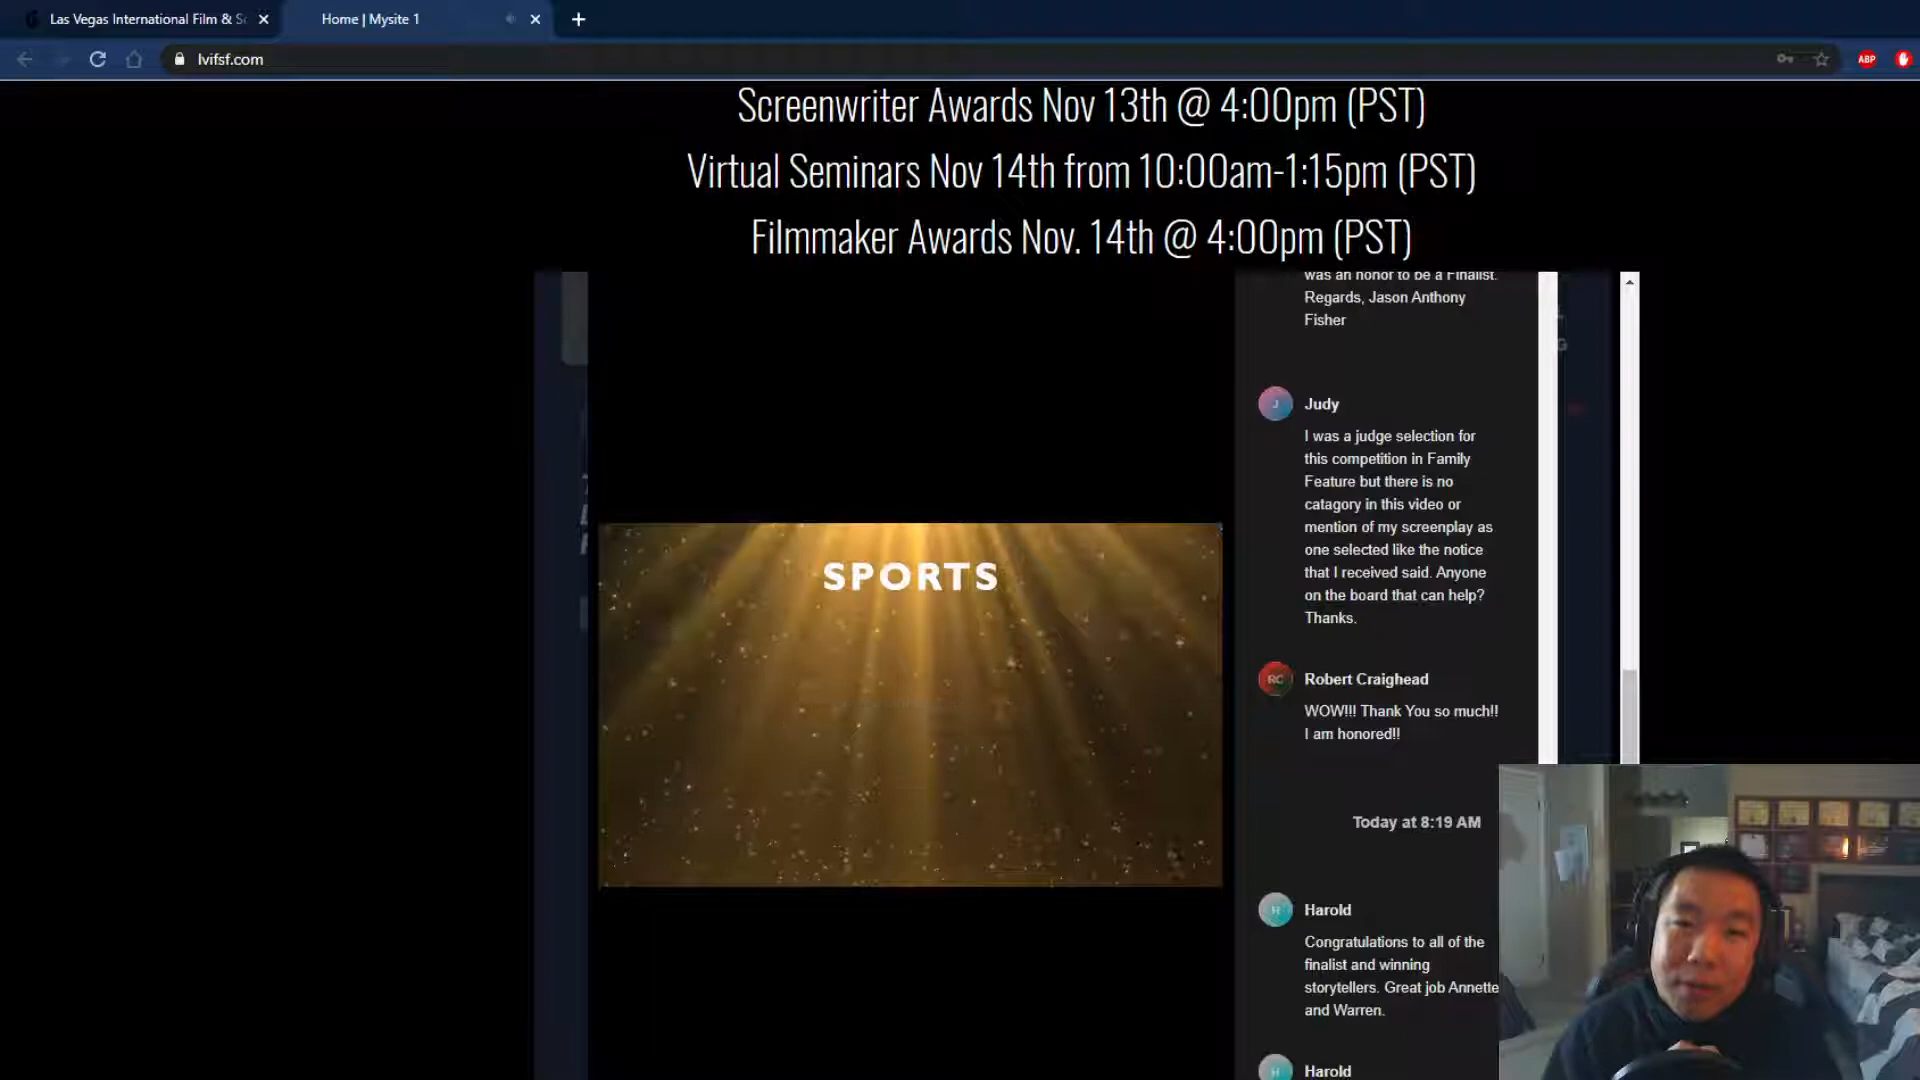 Las Vegas International Film & Sc
Home | Mysite 1
lvifsf.com
ABP
Screenwriter Awards Nov 13th @ 4:00pm (PST)
Virtual Seminars Nov 14th from 10:00am-1:15pm (PST)
Filmmaker Awards Nov. 14th @ 4:00pm (PST)
was an honor to be a Finalist.
Regards, Jason Anthony
Fisher
J
Judy
I was a judge selection for
this competition in Family
Feature but there is no
catagory in this video or
mention of my screenplay as
one selected like the notice
that I received said. Anyone
on the board that can help?
Thanks.
SPORTS
RC
Robert Craighead
WOW!!! Thank You so much!!
I am honored!!
Today at 8:19 AM
H
Harold
Congratulations to all of the
finalist and winning
storytellers. Great job Annette
and Warren.
H
Harold